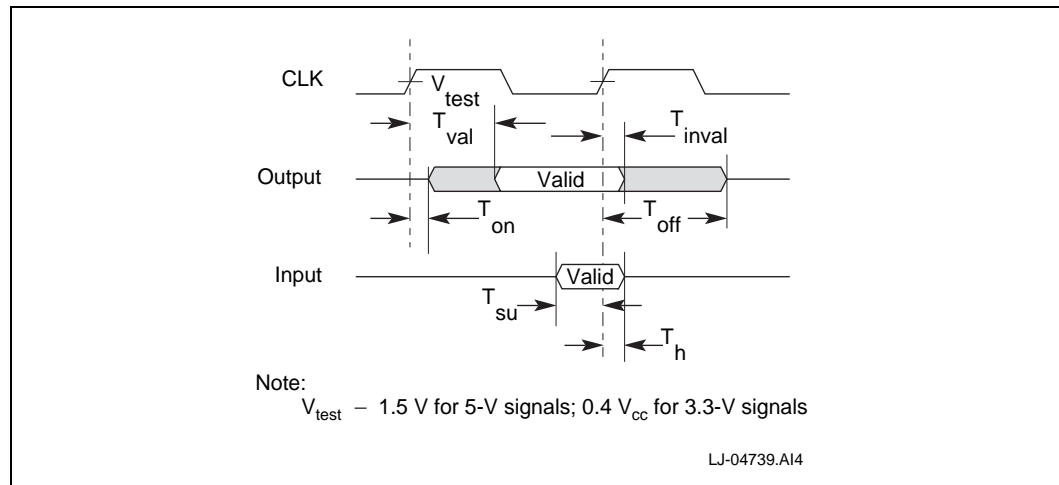 CLK
V test
T val
T inval
Output
Valid
T on
T off
Input
Valid
T su
T h
Note:
V test – 1.5 V for 5-V signals; 0.4 V cc for 3.3-V signals
LJ-04739.AI4